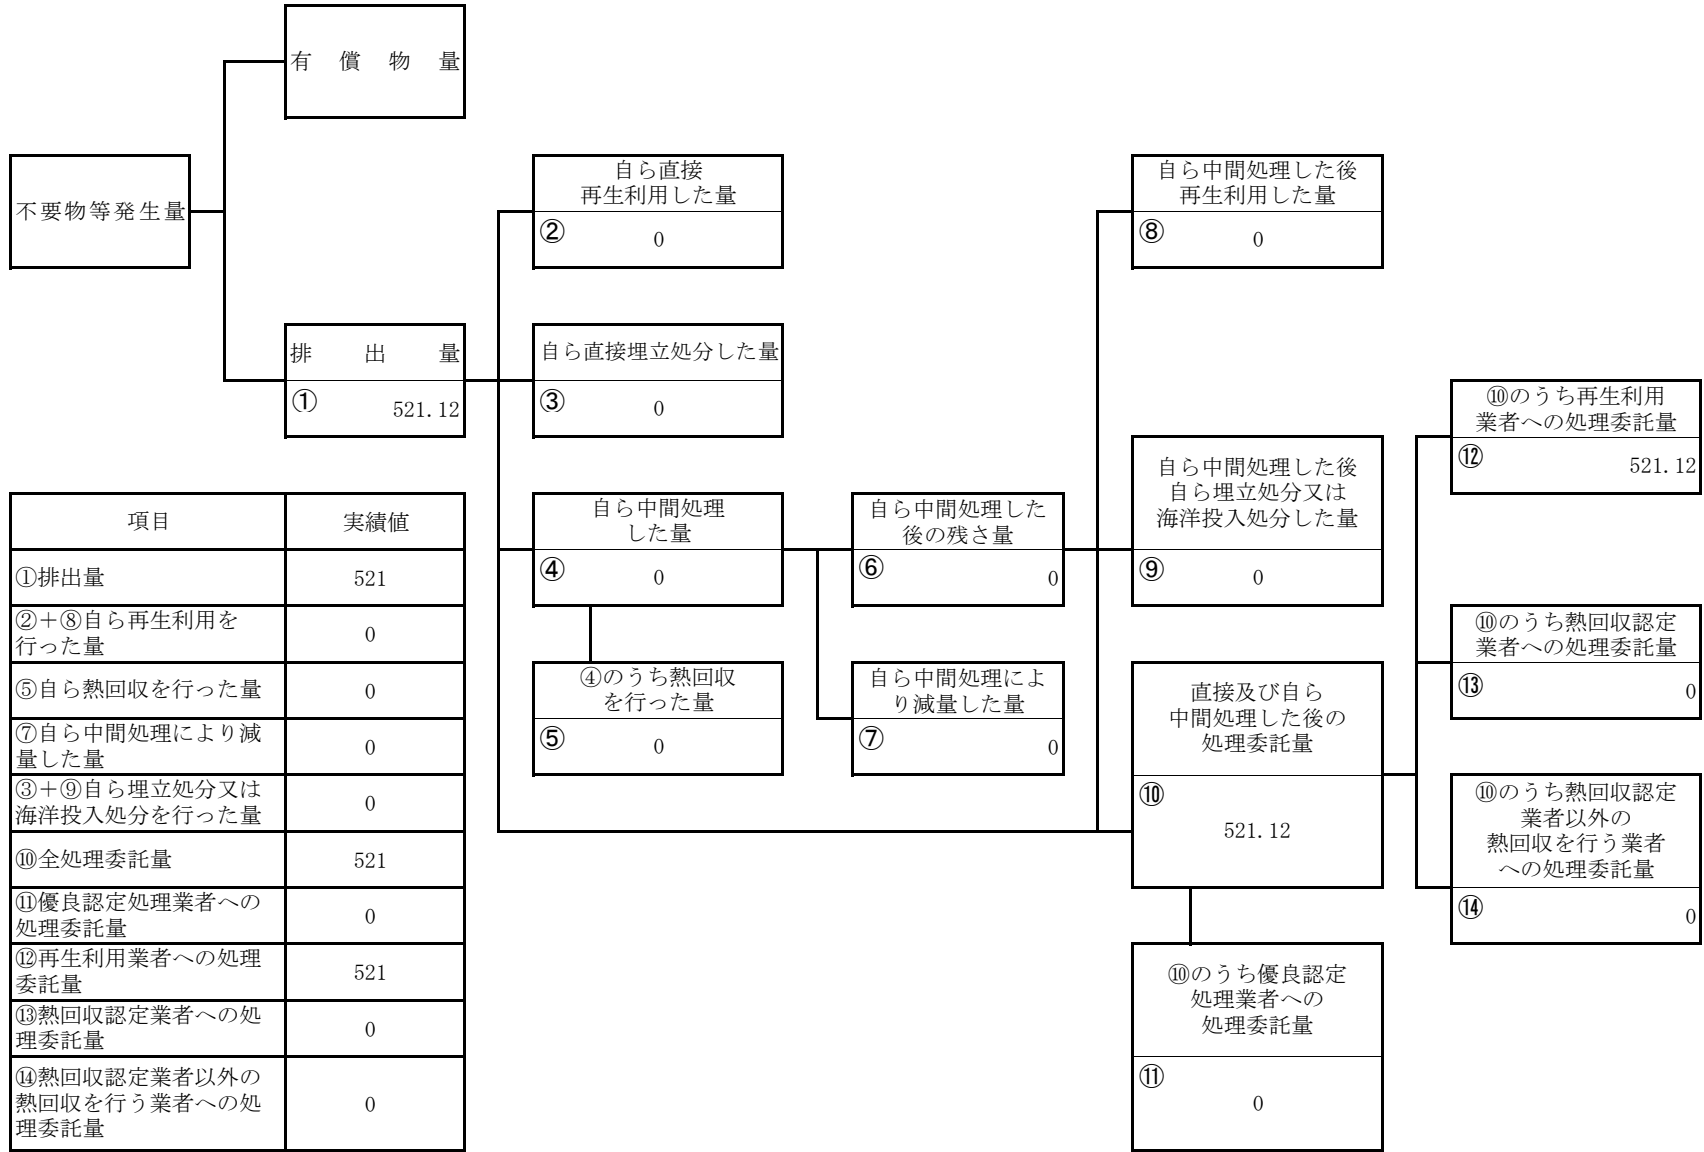 有償物量
不要物等発生量
排出量
① 521.12
自ら直接
再生利用した量
② 0
自ら直接埋立処分した量
③ 0
自ら中間処理
した量
④ 0
④のうち熱回収
を行った量
⑤ 0
自ら中間処理した
後の残さ量
⑥ 0
自ら中間処理によ
り減量した量
⑦ 0
自ら中間処理した後
再生利用した量
⑧ 0
自ら中間処理した後
自ら埋立処分又は
海洋投入処分した量
⑨ 0
直接及び自ら
中間処理した後の
処理委託量
⑩
521.12
⑩のうち優良認定
処理業者への
処理委託量
⑪
0
⑩のうち再生利用
業者への処理委託量
⑫ 521.12
⑩のうち熱回収認定
業者への処理委託量
⑬ 0
⑩のうち熱回収認定
業者以外の
熱回収を行う業者
への処理委託量
⑭ 0
項目 実績値
①排出量 521
②+⑧自ら再生利用を
行った量 0
⑤自ら熱回収を行った量 0
⑦自ら中間処理により減
量した量 0
③+⑨自ら埋立処分又は
海洋投入処分を行った量 0
⑩全処理委託量 521
⑪優良認定処理業者への
処理委託量 0
⑫再生利用業者への処理
委託量 521
⑬熱回収認定業者への処
理委託量 0
⑭熱回収認定業者以外の
熱回収を行う業者への処
理委託量 0